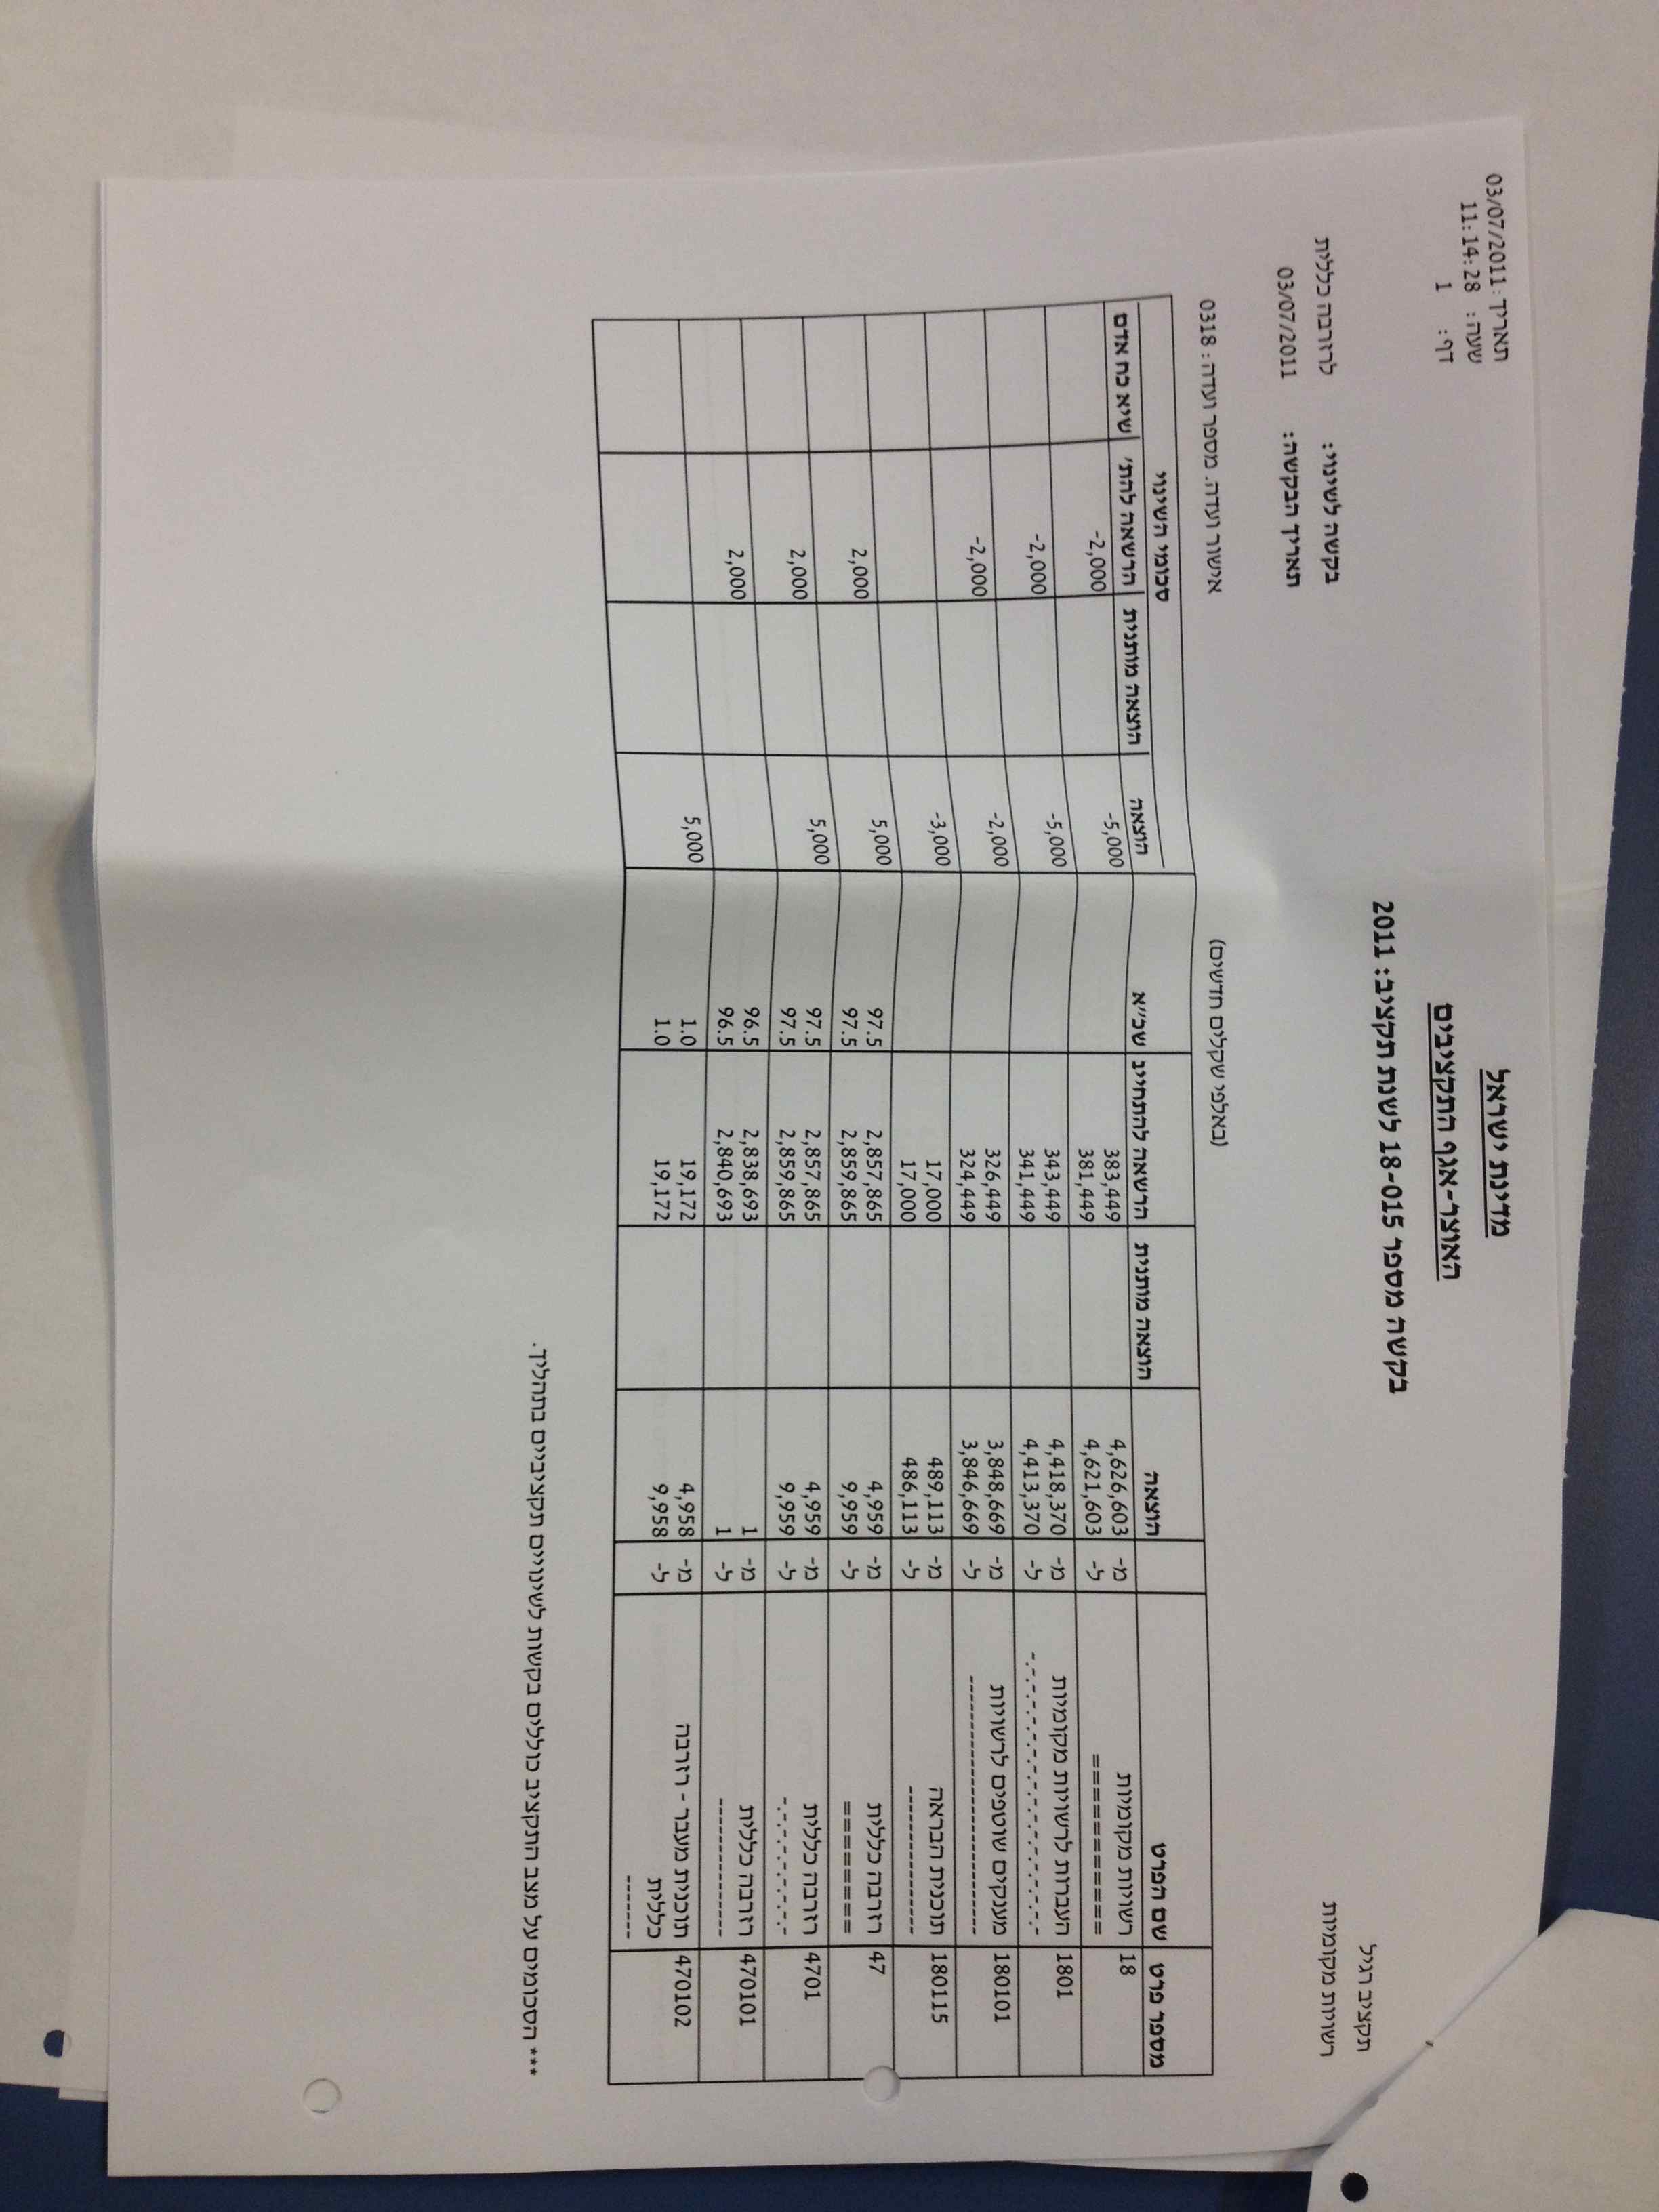 תאריך: 03/07/2011
שעה: 11:14:28
דף: 1
מדינת ישראל
האוצר-אגף התקציבים
בקשה מספר 18-015 לשנת תקציב: 2011
תקציב רגיל
רשויות מקומיות
בקשה לשינוי: לרזרבה כללית
תאריך הבקשה: 03/07/2011
(באלפי שקלים חדשים)
אישור ועדה. מספר ועדה: 0318
סכומי השינוי
מספר פרט שם הפרט הוצאה הוצאה מותנית הרשאה להתחייב שכ"א הוצאה הוצאה מותנית הרשאה להת' שיא כח אדם
18 רשויות מקומיות מ- 4,626,603 383,449 -5,000 -2,000
========== ל- 4,621,603 381,449
1801 העברות לרשויות מקומיות מ- 4,418,370 343,449 -5,000 -2,000
-.-.-.-.-.-.-.-.-.-.-.- ל- 4,413,370 341,449
180101 מענקים שוטפים לרשויות מ- 3,848,669 326,449 -2,000 -2,000
---------------------- ל- 3,846,669 324,449
180115 תוכנית הבראה מ- 489,113 17,000 -3,000
------------ ל- 486,113 17,000
47 רזרבה כללית מ- 4,959 2,857,865 97.5 5,000 2,000
======== ל- 9,959 2,859,865 97.5
4701 רזרבה כללית מ- 4,959 2,857,865 97.5 5,000 2,000
-.-.-.-.-.-.- ל- 9,959 2,859,865 97.5
470101 רזרבה כללית מ- 1 2,838,693 96.5 2,000
----------- ל- 1 2,840,693 96.5
470102 תוכנית מעבר - רזרבה מ- 4,958 19,172 1.0 5,000
כללית ל- 9,958 19,172 1.0
-------
*** הסכומים על מצב התקציב כוללים בקשות לשינויים תקציביים בתהליך.